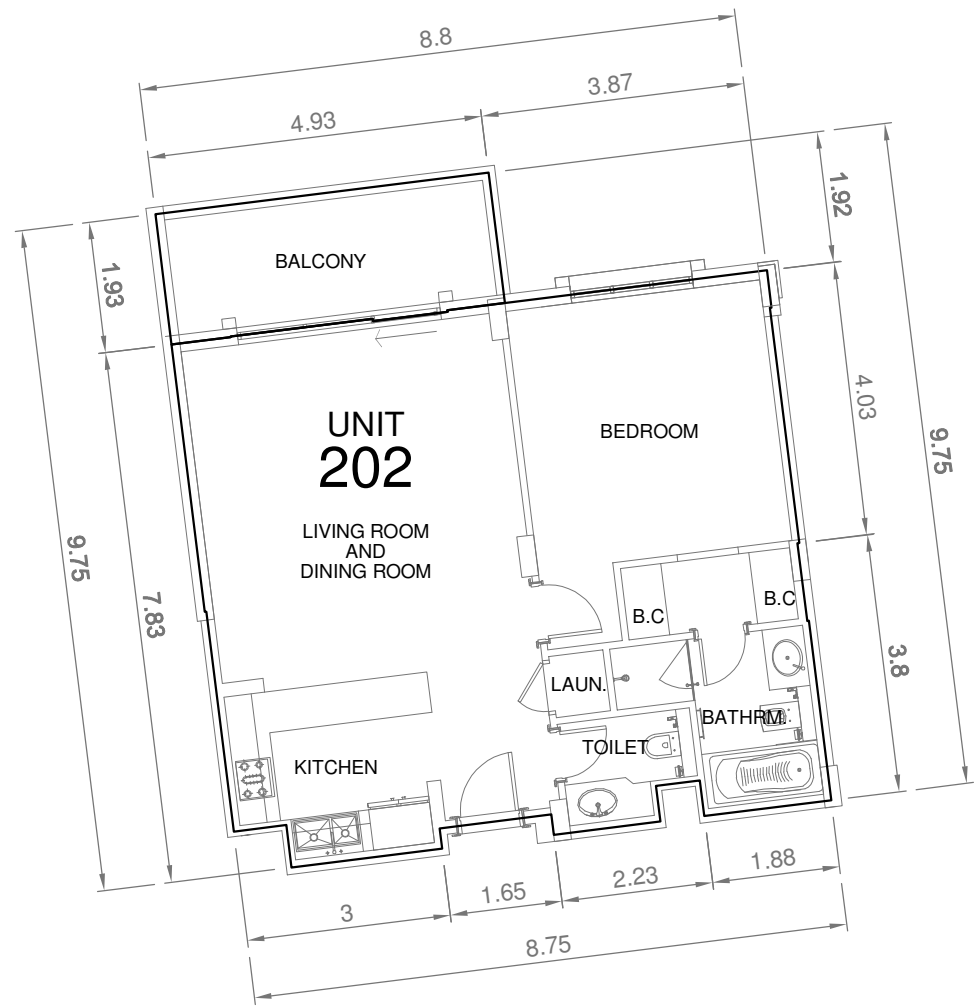 8.8
4.93
3.87
1.93
1.92
BALCONY
UNIT
202
LIVING ROOM
AND
DINING ROOM
BEDROOM
4.03
9.75
9.75
7.83
B.C
B.C
3.8
LAUN.
BATHRM.
TOILET
KITCHEN
3
1.65
2.23
1.88
8.75